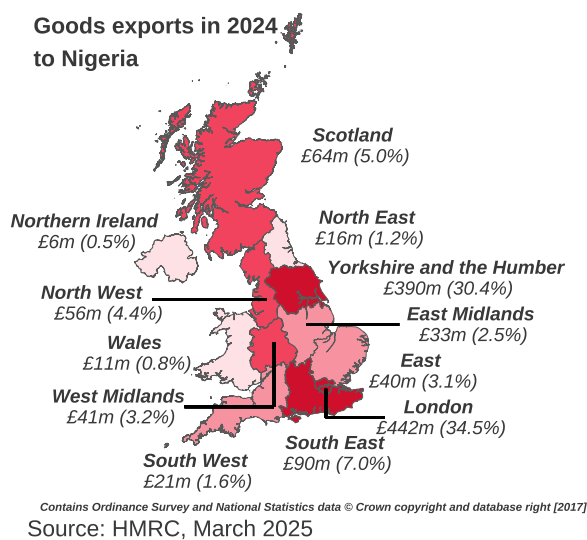 Goods exports in 2024
to Nigeria
Scotland
£64m (5.0%)
Northern Ireland
£6m (0.5%)
North East
£16m (1.2%)
Yorkshire and the Humber
£390m (30.4%)
North West
£56m (4.4%)
East Midlands
£33m (2.5%)
Wales
£11m (0.8%)
East
£40m (3.1%)
West Midlands
£41m (3.2%)
London
£442m (34.5%)
South East
£90m (7.0%)
South West
£21m (1.6%)
Contains Ordinance Survey and National Statistics data © Crown copyright and database right [2017]
Source: HMRC, March 2025